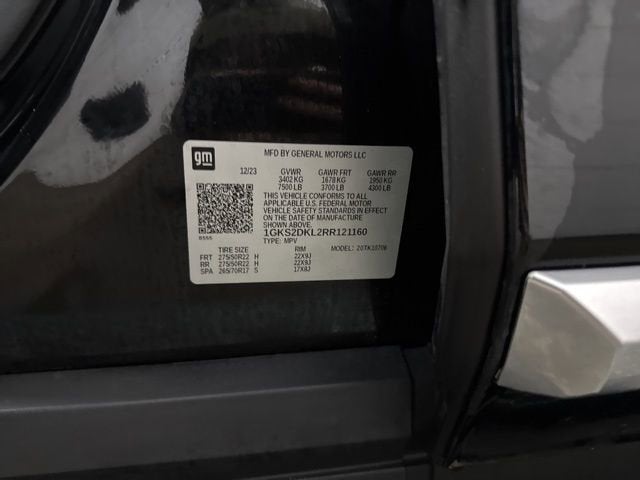 gm
MFD BY GENERAL MOTORS LLC
12/23 GVWR GAWR FRT GAWR RR
3402 KG 1678 KG 1950 KG
7500 LB 3700 LB 4300 LB
THIS VEHICLE CONFORMS TO ALL
APPLICABLE U.S. FEDERAL MOTOR
VEHICLE SAFETY STANDARDS IN EFFECT
ON THE DATE OF MANUFACTURE
SHOWN ABOVE.
1GKS2DKL2RR121160
TYPE: MPV MODEL: 20TK10706
TIRE SIZE RIM
FRT 275/50R22 H 22X9J
RR 275/50R22 H 22X9J
SPA 265/70R17 S 17X8J